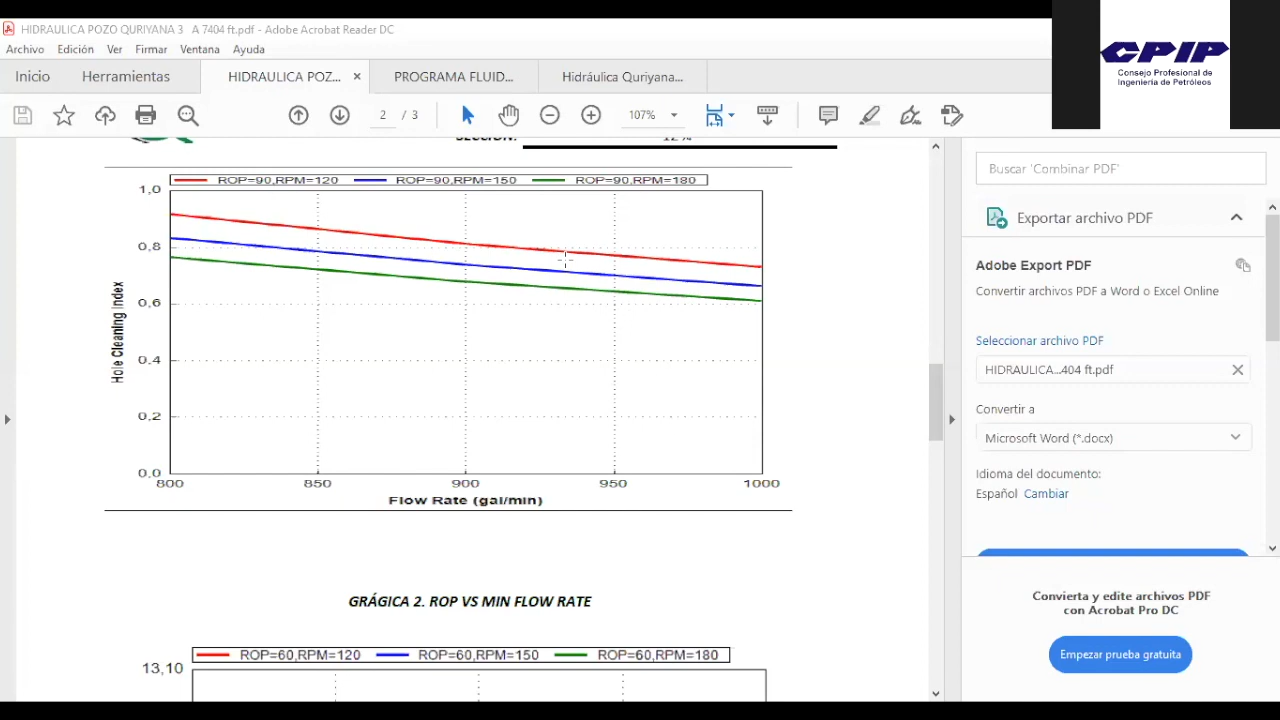 HIDRAULICA POZO QURIYANA 3 A 7404 ft.pdf - Adobe Acrobat Reader DC
Archivo Edición Ver Firmar Ventana Ayuda
Inicio Herramientas HIDRAULICA POZ... × PROGRAMA FLUID... Hidráulica Quriyana...
2 / 3 107%
CPIP
Consejo Profesional de
Ingeniería de Petróleos
SECCIÓN: 12 ¼
ROP=90,RPM=120 ROP=90,RPM=150 ROP=90,RPM=180
1,0
0.8
0.6
0.4
0.2
0.0
Hole Cleaning Index
800 850 900 950 1000
Flow Rate (gal/min)
GRÁGICA 2. ROP VS MIN FLOW RATE
ROP=60,RPM=120 ROP=60,RPM=150 ROP=60,RPM=180
13,10
Buscar 'Combinar PDF'
Exportar archivo PDF
Adobe Export PDF
Convertir archivos PDF a Word o Excel Online
Seleccionar archivo PDF
HIDRAULICA...404 ft.pdf
Convertir a
Microsoft Word (*.docx)
Idioma del documento:
Español Cambiar
Convierta y edite archivos PDF
con Acrobat Pro DC
Empezar prueba gratuita